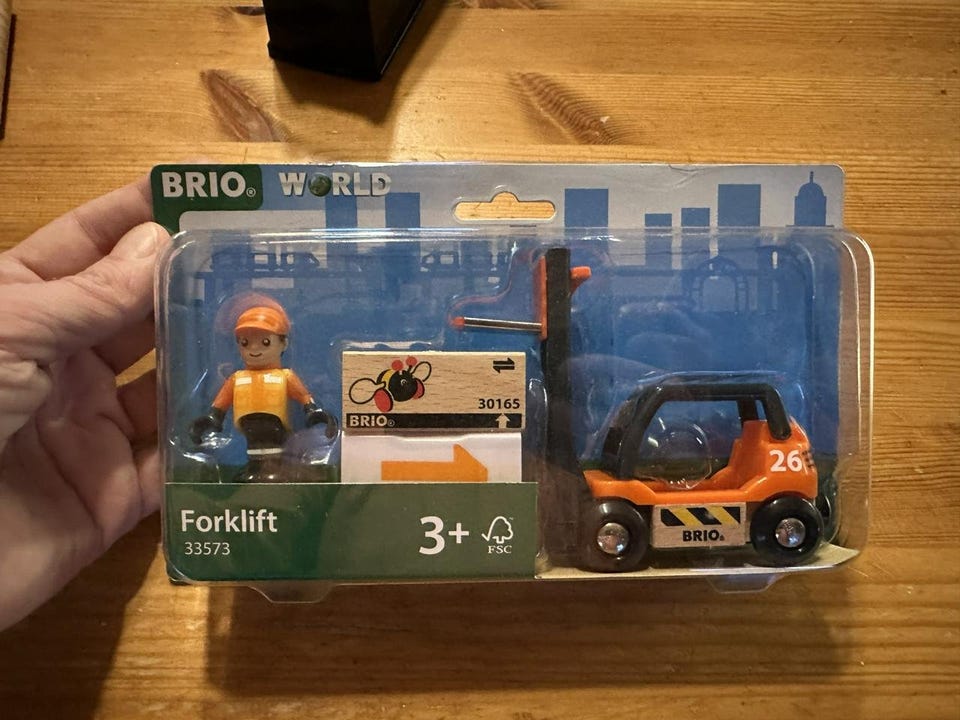 BRIO® WORLD
30165
BRIO®
26
Forklift
33573
3+
FSC
BRIO®